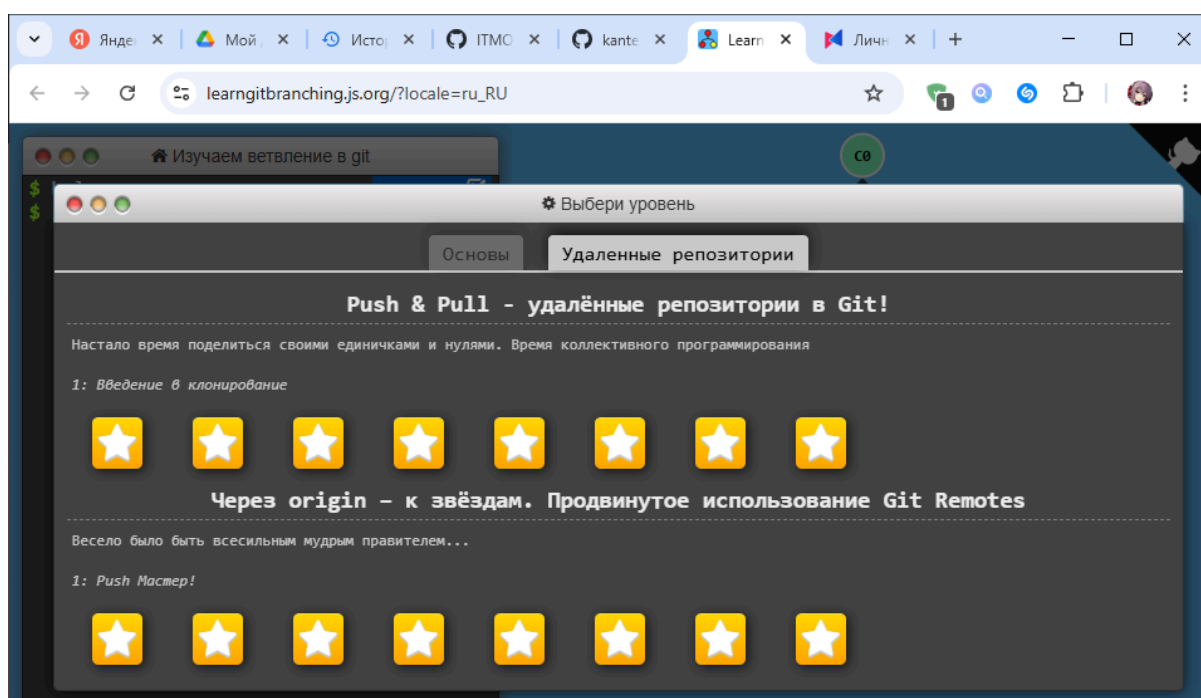 Яндe
Мой
Исто
ITMO
kante
Learn
Личн
learngitbranching.js.org/?locale=ru_RU
1
Изучаем ветвление в git
C0
$
$
Выбери уровень
Основы
Удаленные репозитории
Push & Pull - удалённые репозитории в Git!
Настало время поделиться своими единичками и нулями. Время коллективного программирования
1: Введение в клонирование
Через origin – к звёздам. Продвинутое использование Git Remotes
Весело было быть всесильным мудрым правителем...
1: Push Мастер!